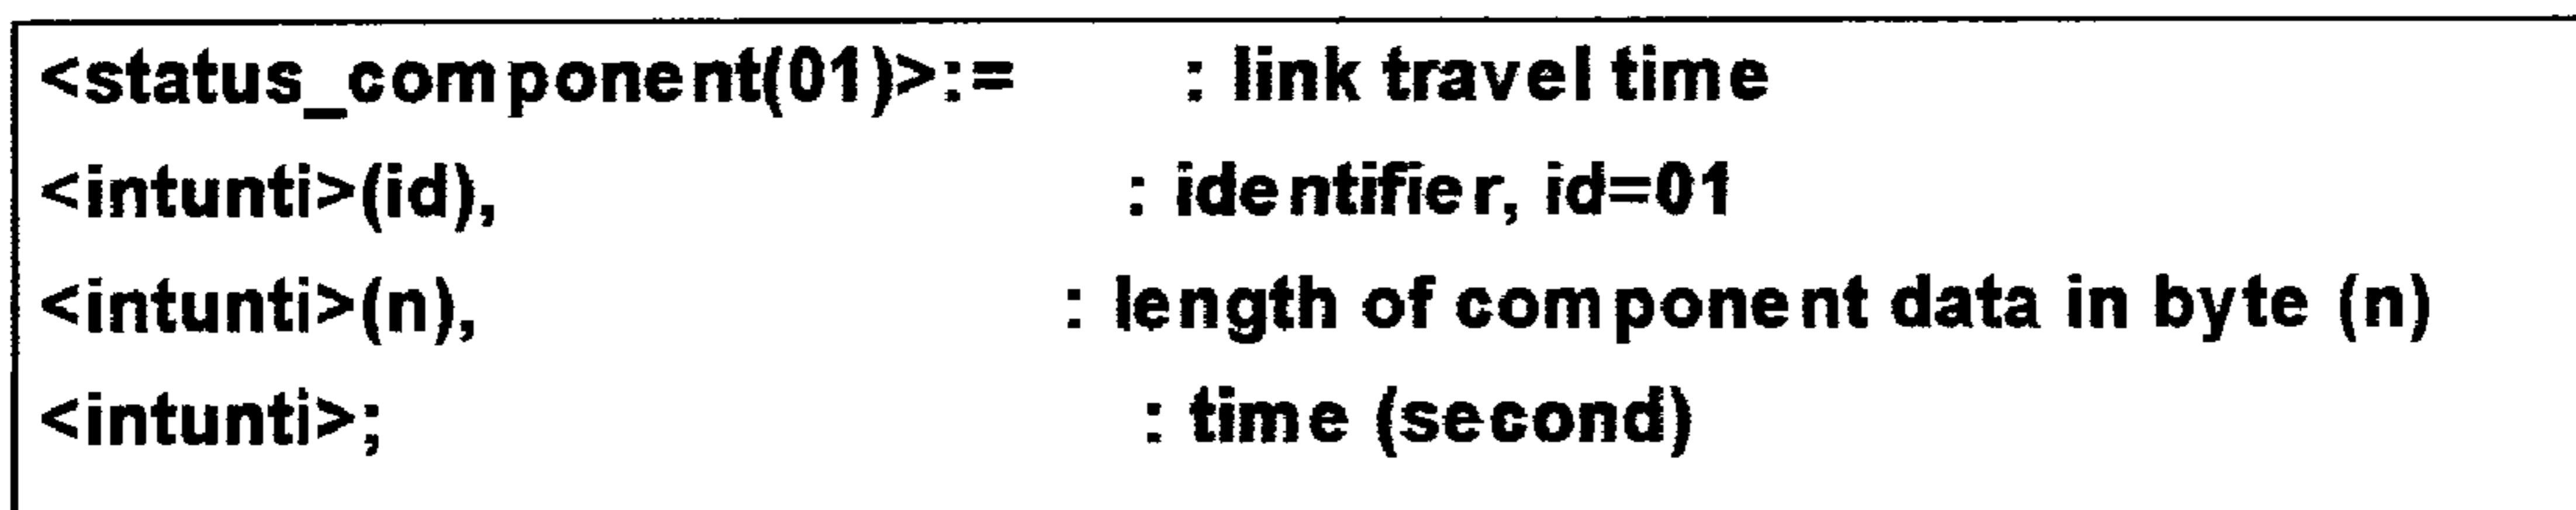 <status_component(01)>:= : link travel time
<intunti>(id), : identifier, id=01
<intunti>(n), : length of component data in byte (n)
<intunti>; : time (second)